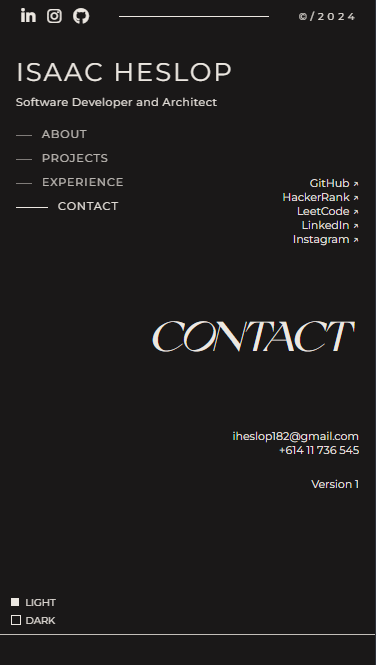 ©/2024
ISAAC HESLOP
Software Developer and Architect
ABOUT
PROJECTS
EXPERIENCE
CONTACT
GitHub ↗
HackerRank ↗
LeetCode ↗
LinkedIn ↗
Instagram ↗
CONTACT
iheslop182@gmail.com
+614 11 736 545
Version 1
LIGHT
DARK